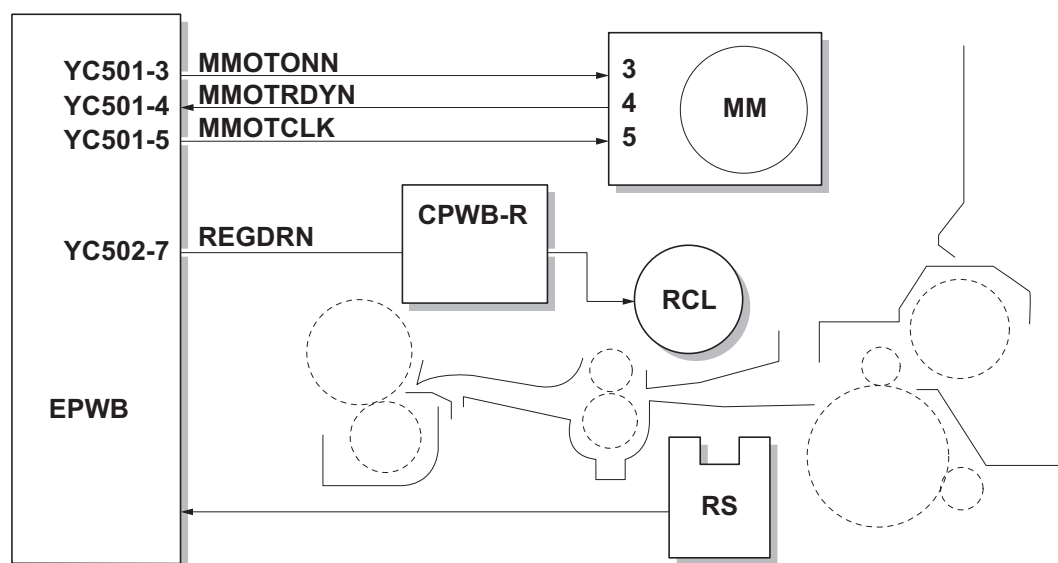 YC501-3 MMOTONN 3
YC501-4 MMOTRDYN 4 MM
YC501-5 MMOTCLK 5
CPWB-R
YC502-7 REGDRN
RCL
EPWB
RS